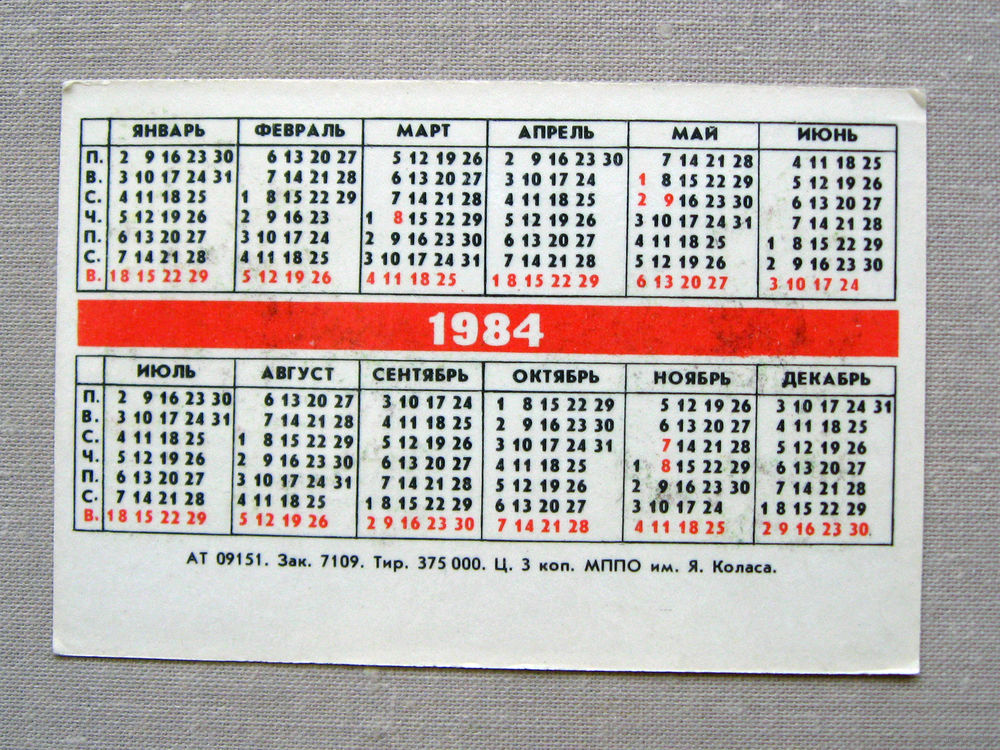 ЯНВАРЬ ФЕВРАЛЬ МАРТ АПРЕЛЬ МАЙ ИЮНЬ
П. 2 9 16 23 30 6 13 20 27 5 12 19 26 2 9 16 23 30 7 14 21 28 4 11 18 25
В. 3 10 17 24 31 7 14 21 28 6 13 20 27 3 10 17 24 1 8 15 22 29 5 12 19 26
С. 4 11 18 25 1 8 15 22 29 7 14 21 28 4 11 18 25 2 9 16 23 30 6 13 20 27
Ч. 5 12 19 26 2 9 16 23 1 8 15 22 29 5 12 19 26 3 10 17 24 31 7 14 21 28
П. 6 13 20 27 3 10 17 24 2 9 16 23 30 6 13 20 27 4 11 18 25 1 8 15 22 29
С. 7 14 21 28 4 11 18 25 3 10 17 24 31 7 14 21 28 5 12 19 26 2 9 16 23 30
В. 1 8 15 22 29 5 12 19 26 4 11 18 25 1 8 15 22 29 6 13 20 27 3 10 17 24
1984
ИЮЛЬ АВГУСТ СЕНТЯБРЬ ОКТЯБРЬ НОЯБРЬ ДЕКАБРЬ
П. 2 9 16 23 30 6 13 20 27 3 10 17 24 1 8 15 22 29 5 12 19 26 3 10 17 24 31
В. 3 10 17 24 31 7 14 21 28 4 11 18 25 2 9 16 23 30 6 13 20 27 4 11 18 25
С. 4 11 18 25 1 8 15 22 29 5 12 19 26 3 10 17 24 31 7 14 21 28 5 12 19 26
Ч. 5 12 19 26 2 9 16 23 30 6 13 20 27 4 11 18 25 1 8 15 22 29 6 13 20 27
П. 6 13 20 27 3 10 17 24 31 7 14 21 28 5 12 19 26 2 9 16 23 30 7 14 21 28
С. 7 14 21 28 4 11 18 25 1 8 15 22 29 6 13 20 27 3 10 17 24 1 8 15 22 29
В. 1 8 15 22 29 5 12 19 26 2 9 16 23 30 7 14 21 28 4 11 18 25 2 9 16 23 30
АТ 09151. Зак. 7109. Тир. 375 000. Ц. 3 коп. МППО им. Я. Коласа.